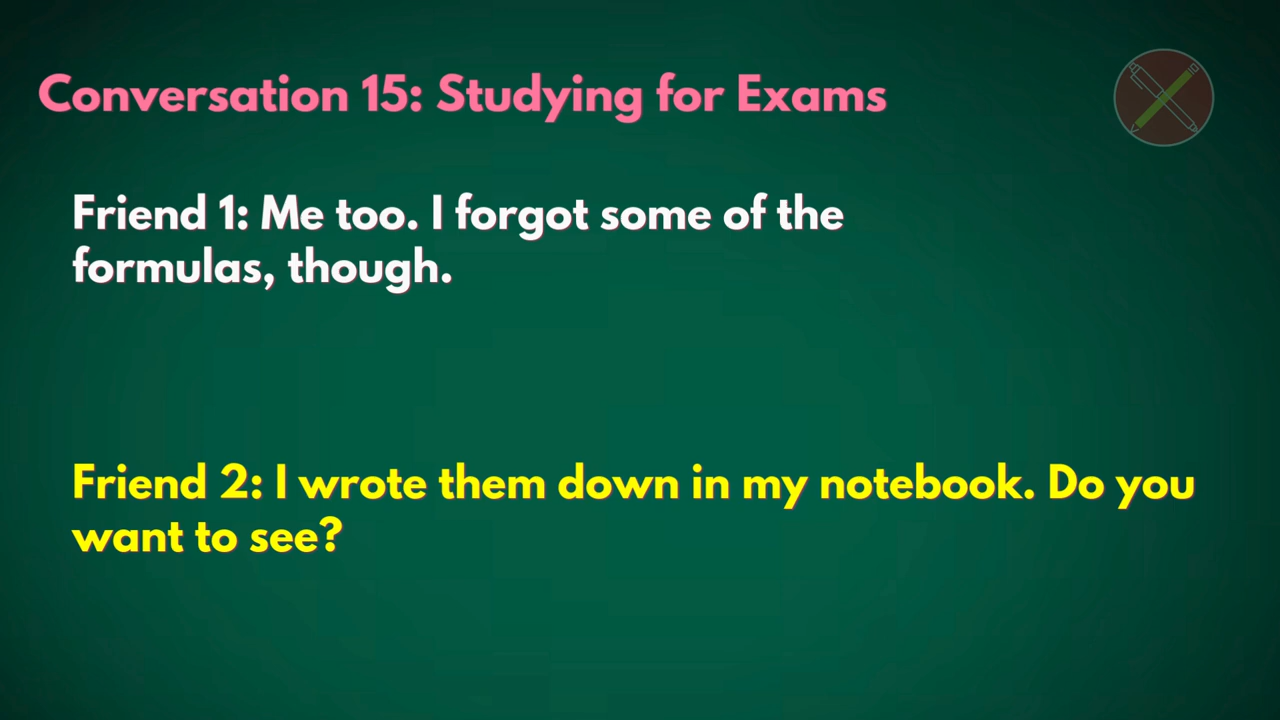 Conversation 15: Studying for Exams
Friend 1: Me too. I forgot some of the
formulas, though.
Friend 2: I wrote them down in my notebook. Do you
want to see?